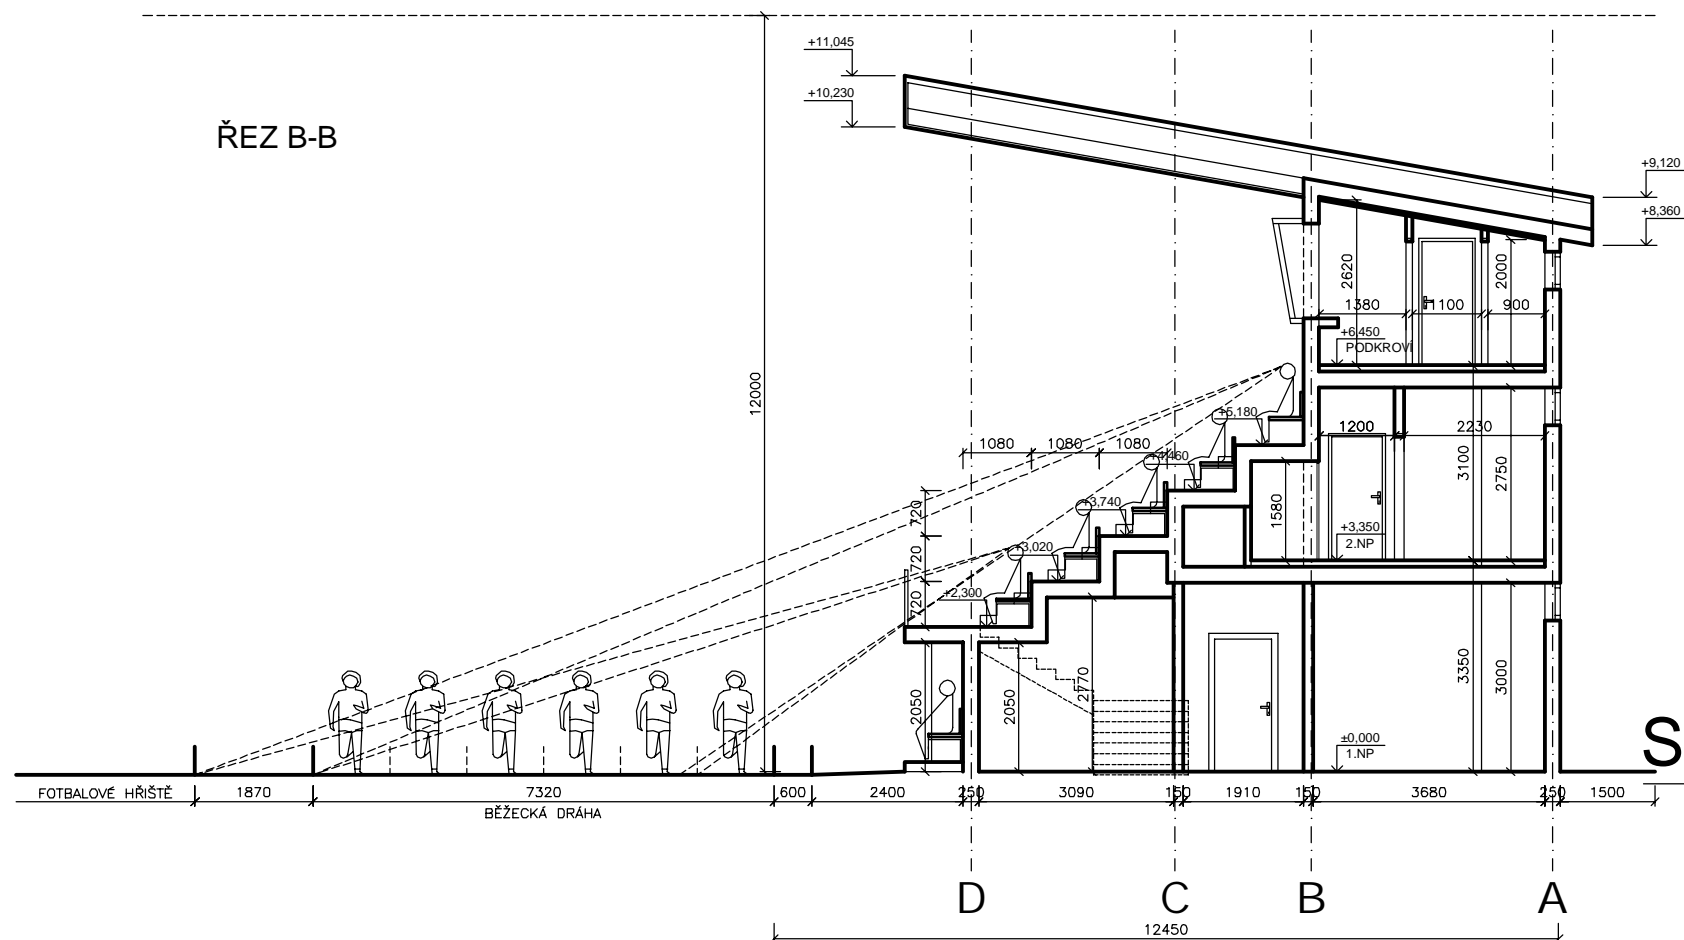 +11,045
+10,230
ŘEZ B-B
+9,120
+8,360
12000
2620
2000
1380 1100 900
+6,450
PODKROVÍ
+5,180
1080 1080 1080
1200 2230
+4,460
3100
2750
720
+3,740
1580
+3,350
2.NP
720
+3,020
720
+2,300
2050
2050
2770
3350
3000
±0,000
1.NP
S
FOTBALOVÉ HŘIŠTĚ 1870 7320 600 2400 250 3090 150 1910 150 3680 250 1500
BĚŽECKÁ DRÁHA
D C B A
12450